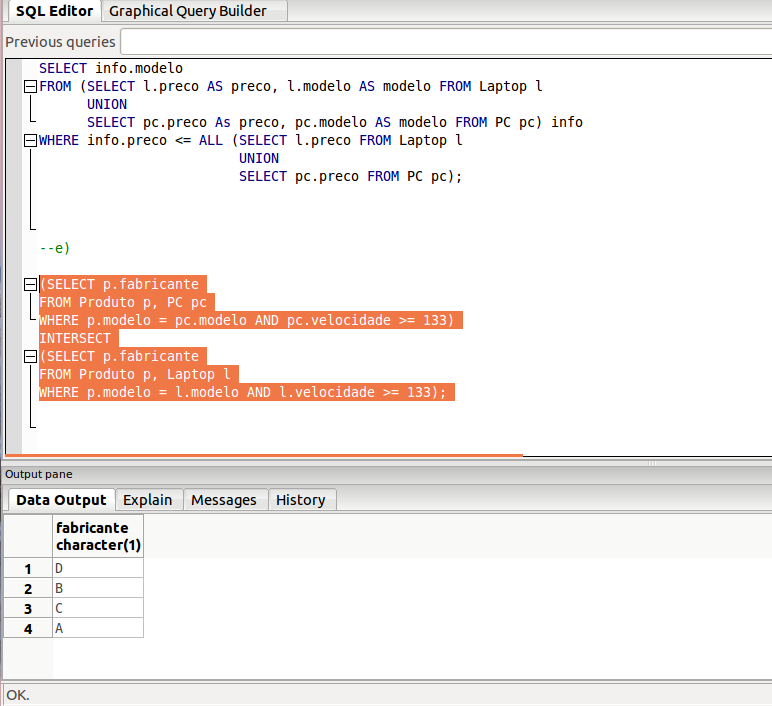 SQL Editor Graphical Query Builder
Previous queries
SELECT info.modelo
FROM (SELECT l.preco AS preco, l.modelo AS modelo FROM Laptop l
UNION
SELECT pc.preco As preco, pc.modelo AS modelo FROM PC pc) info
WHERE info.preco <= ALL (SELECT l.preco FROM Laptop l
UNION
SELECT pc.preco FROM PC pc);
--e)
(SELECT p.fabricante
FROM Produto p, PC pc
WHERE p.modelo = pc.modelo AND pc.velocidade >= 133)
INTERSECT
(SELECT p.fabricante
FROM Produto p, Laptop l
WHERE p.modelo = l.modelo AND l.velocidade >= 133);
Output pane
Data Output Explain Messages History
fabricante
character(1)
1 D
2 B
3 C
4 A
OK.